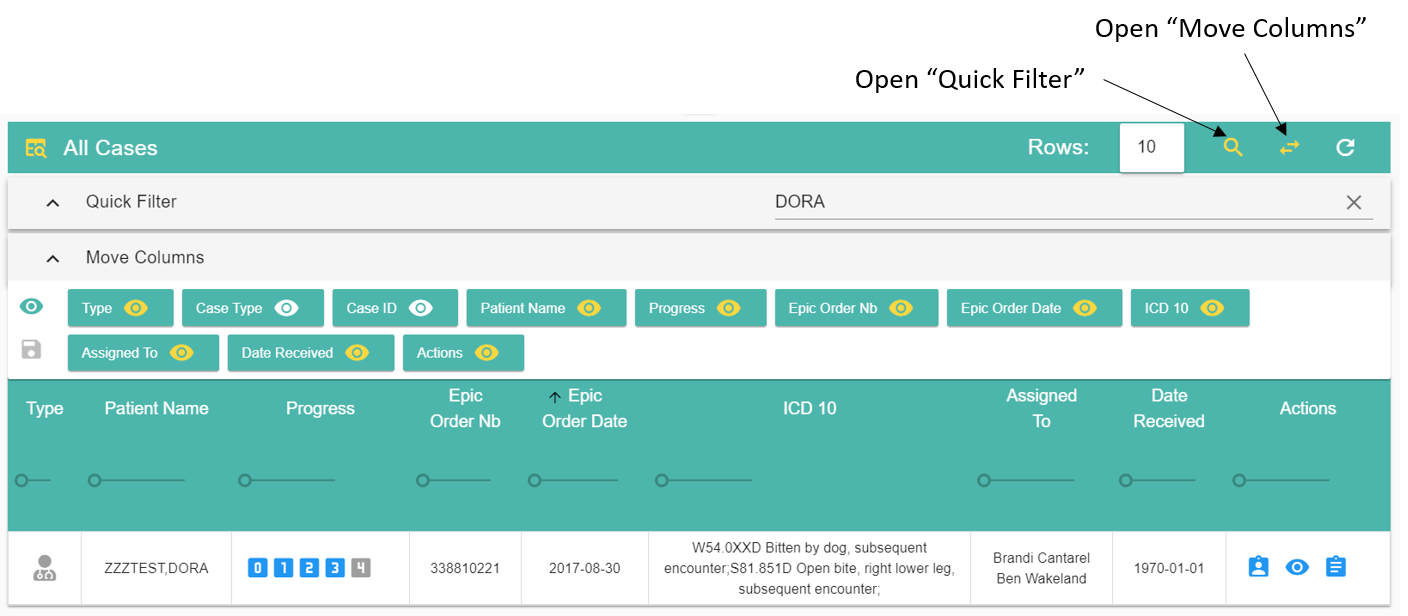 Open “Move Columns”
Open “Quick Filter”
All Cases
Rows:
10
Quick Filter
DORA
Move Columns
Type
Case Type
Case ID
Patient Name
Progress
Epic Order Nb
Epic Order Date
ICD 10
Assigned To
Date Received
Actions
Type
Patient Name
Progress
Epic
Order Nb
Epic
Order Date
ICD 10
Assigned
To
Date
Received
Actions
ZZZTEST,DORA
0 1 2 3 4
338810221
2017-08-30
W54.0XXD Bitten by dog, subsequent
encounter;S81.851D Open bite, right lower leg,
subsequent encounter;
Brandi Cantarel
Ben Wakeland
1970-01-01